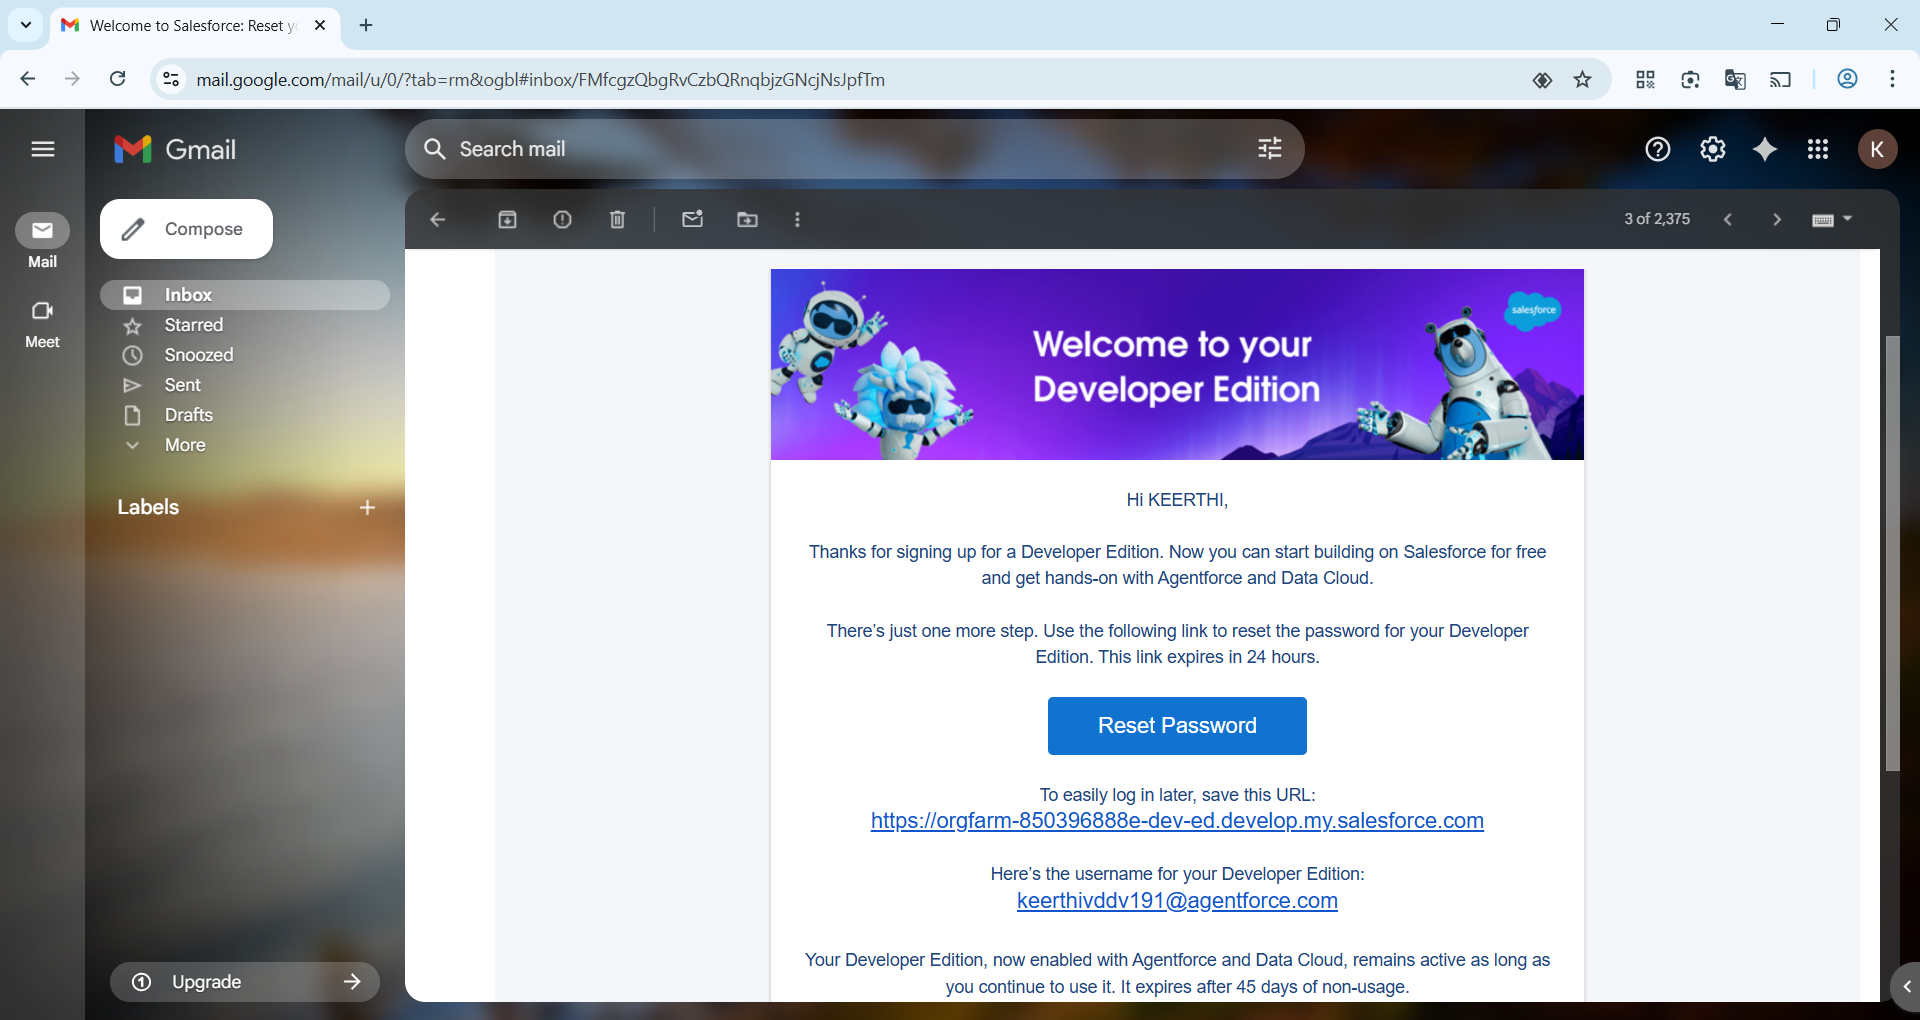 Welcome to Salesforce: Reset yo
mail.google.com/mail/u/0/?tab=rm&ogbl#inbox/FMfcgzQbgRvCzbQRnqbjzGNcjNsJpfTm
Gmail
Search mail
K
Compose
3 of 2,375
Mail
Meet
Inbox
Starred
Snoozed
Sent
Drafts
More
Labels
Upgrade
salesforce
Welcome to your
Developer Edition
Hi KEERTHI,
Thanks for signing up for a Developer Edition. Now you can start building on Salesforce for free
and get hands-on with Agentforce and Data Cloud.
There’s just one more step. Use the following link to reset the password for your Developer
Edition. This link expires in 24 hours.
Reset Password
To easily log in later, save this URL:
https://orgfarm-850396888e-dev-ed.develop.my.salesforce.com
Here’s the username for your Developer Edition:
keerthivddv191@agentforce.com
Your Developer Edition, now enabled with Agentforce and Data Cloud, remains active as long as
you continue to use it. It expires after 45 days of non-usage.